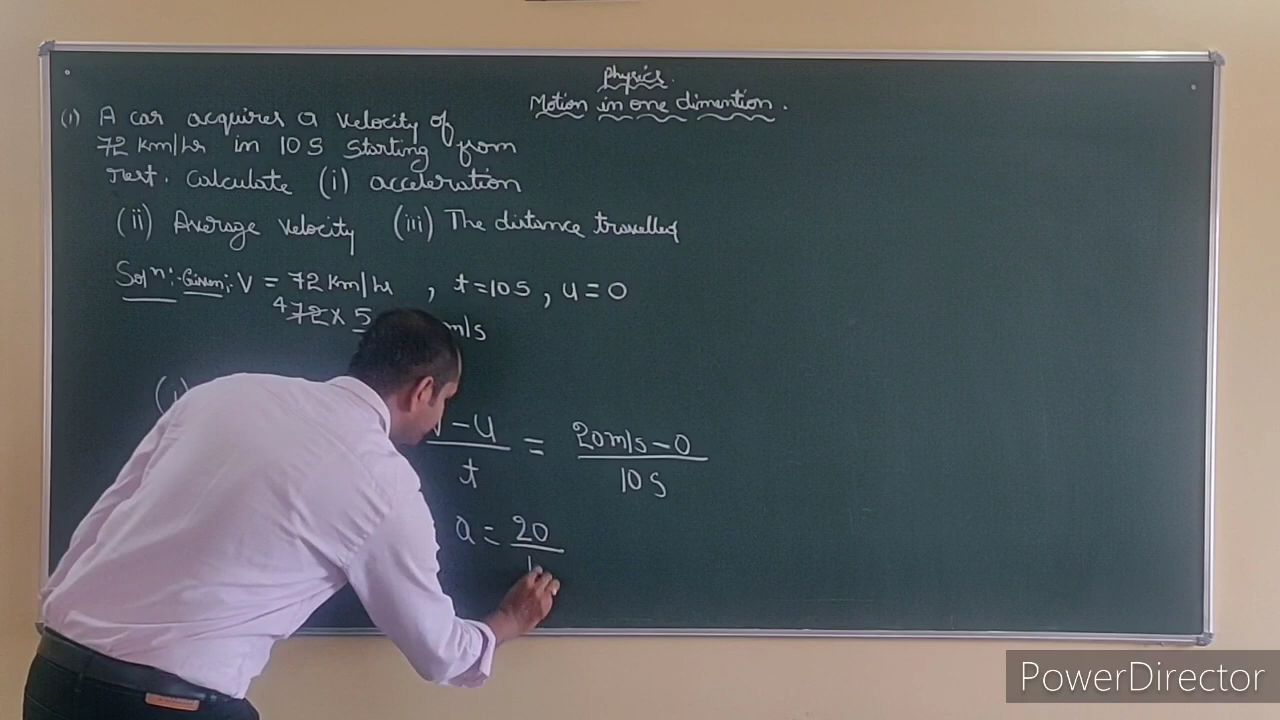 Physics.
Motion in one dimention.
(1) A car acquires a velocity of
72 km/hr in 10 S starting from
rest. Calculate (i) acceleration
(ii) Average velocity (iii) The distance travelled
Sol n:- Given:- V = 72 km/hr , t = 10 S , u = 0
4 72 × 5 m/s
(i)
- u / t = 20 m/s - 0 / 10 S
a = 20
PowerDirector